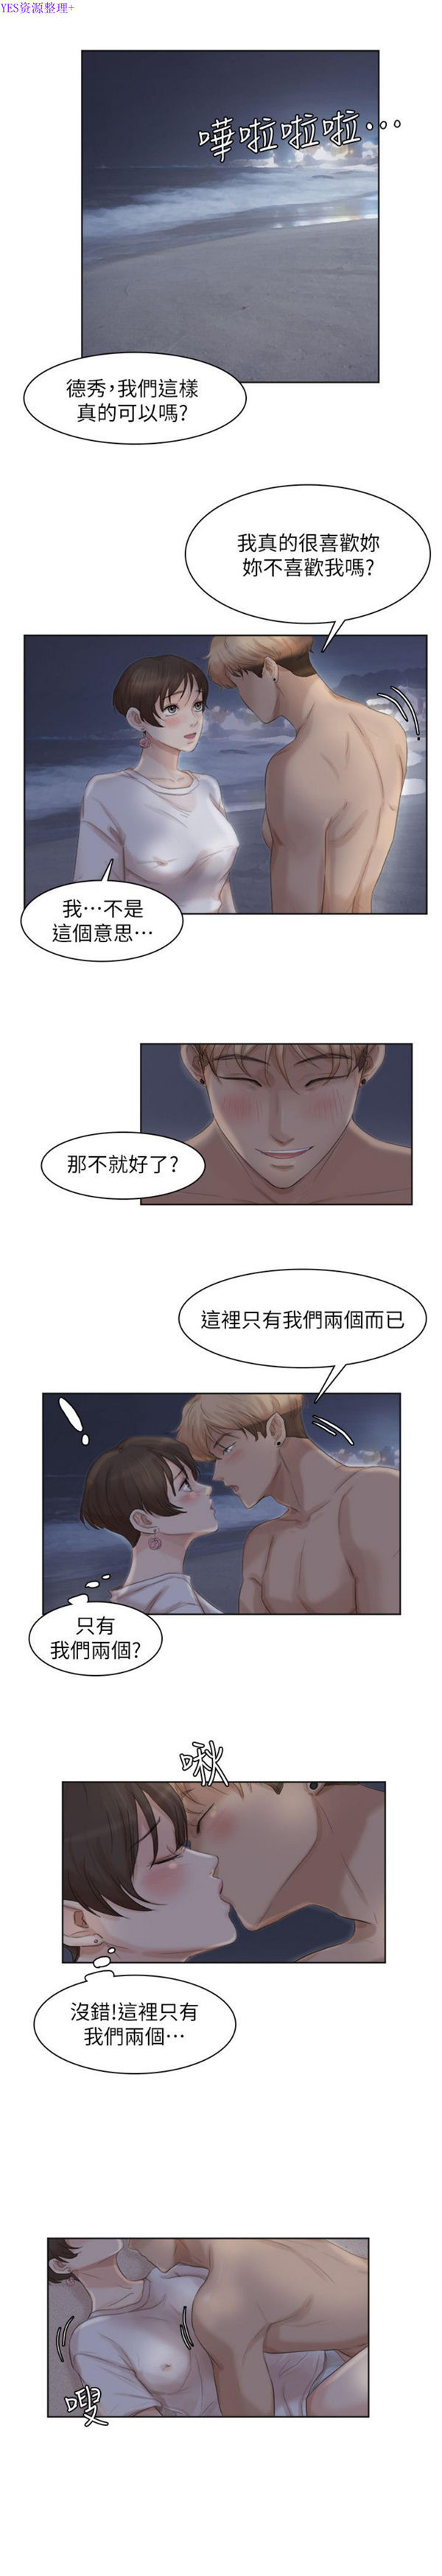 YES资源整理+
嘩啦啦啦...
德秀，我們這樣
真的可以嗎?
我真的很喜歡妳
妳不喜歡我嗎?
我…不是
這個意思…
那不就好了?
這裡只有我們兩個而已
只有
我們兩個?
啾
沒錯!這裡只有
我們兩個…
嗖